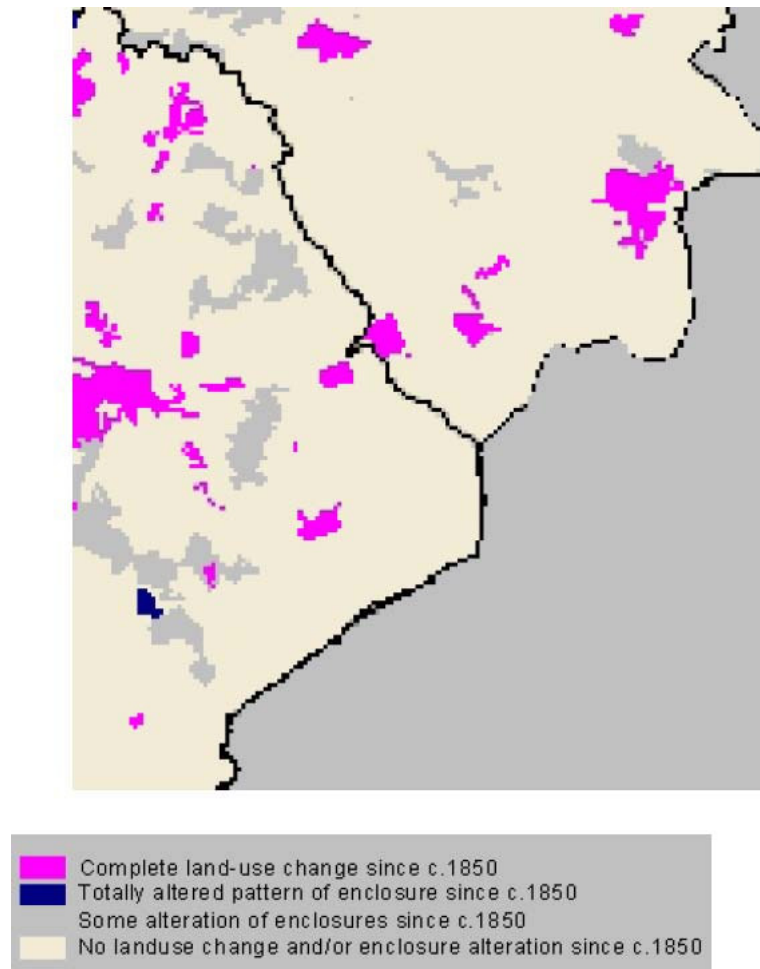 Complete land-use change since c.1850
Totally altered pattern of enclosure since c.1850
Some alteration of enclosures since c.1850
No landuse change and/or enclosure alteration since c.1850